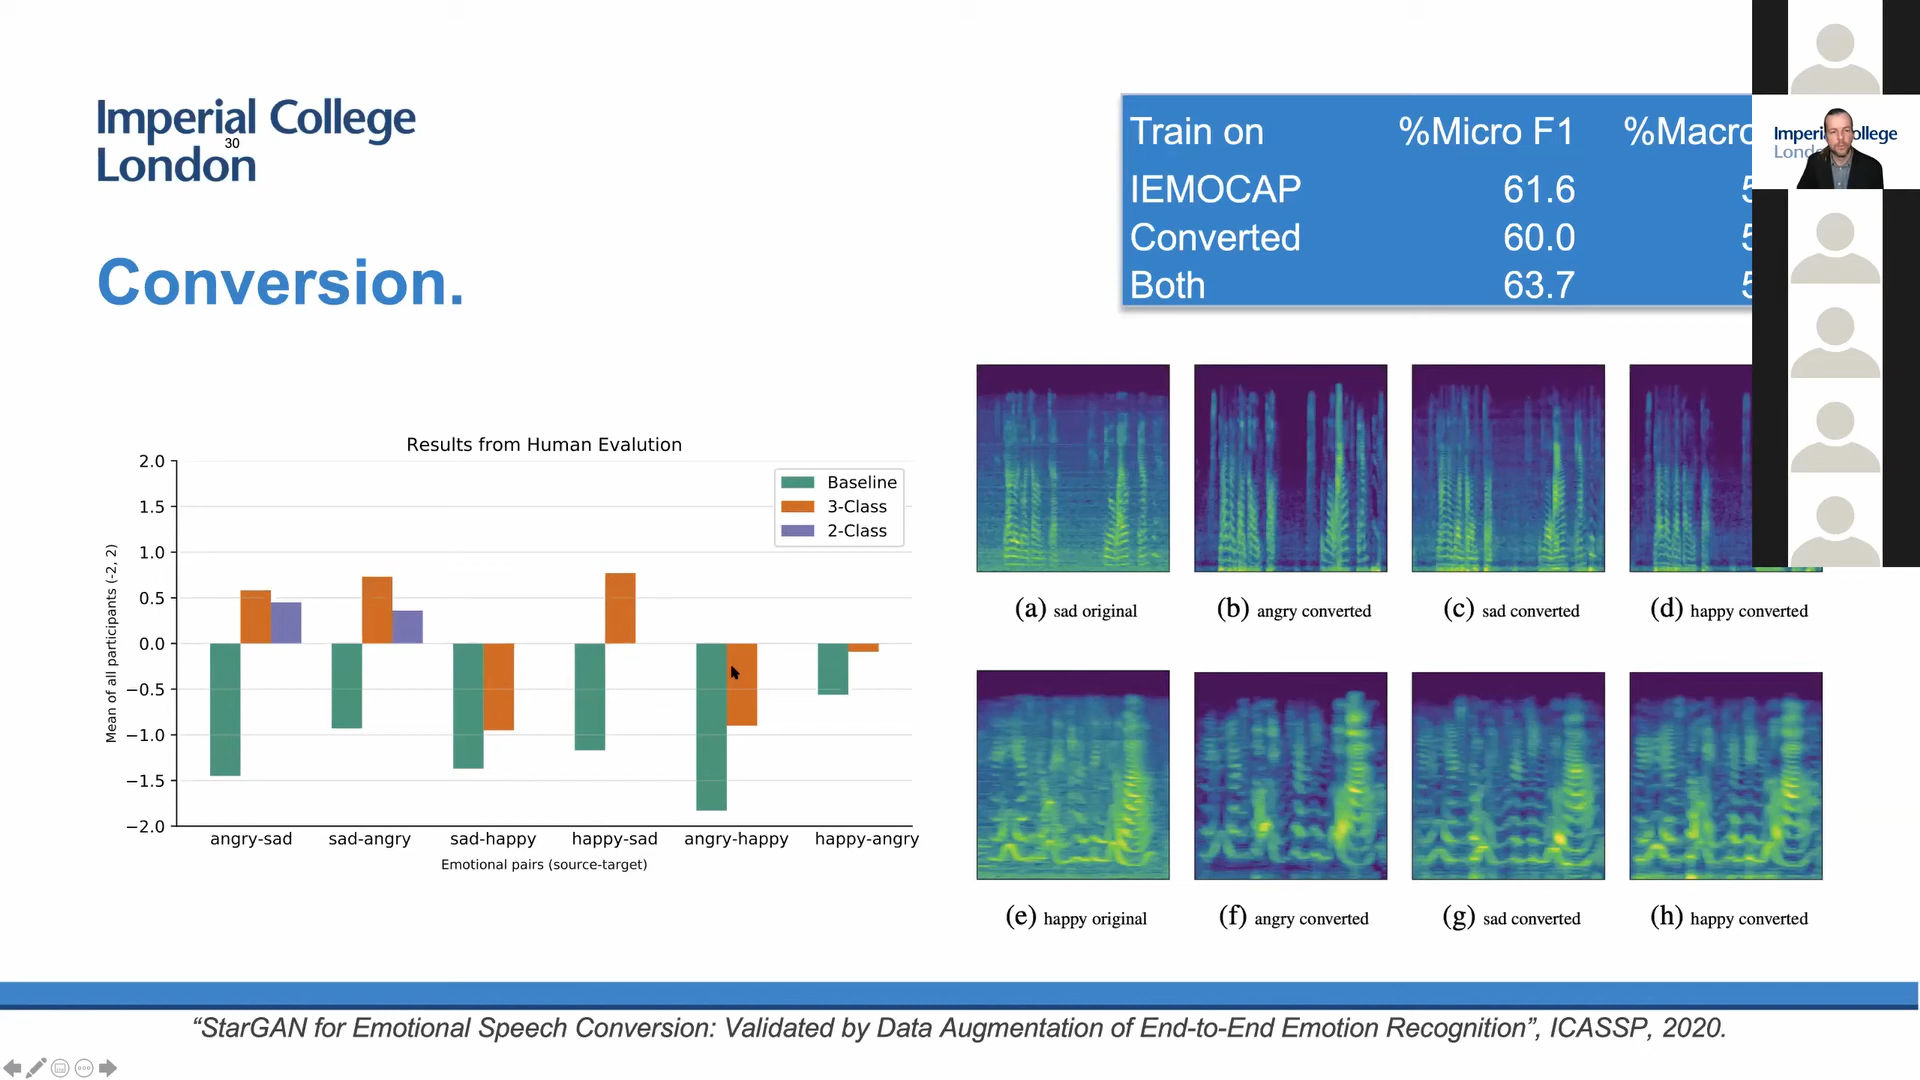 Imperial College
London
30
Conversion.
Train on %Micro F1 %Macro
IEMOCAP 61.6 5
Converted 60.0 5
Both 63.7 5
Imperial College
Results from Human Evalution
Baseline
3-Class
2-Class
2.0
1.5
1.0
0.5
0.0
−0.5
−1.0
−1.5
−2.0
Mean of all participants (-2, 2)
angry-sad sad-angry sad-happy happy-sad angry-happy happy-angry
Emotional pairs (source-target)
(a) sad original
(b) angry converted
(c) sad converted
(d) happy converted
(e) happy original
(f) angry converted
(g) sad converted
(h) happy converted
“StarGAN for Emotional Speech Conversion: Validated by Data Augmentation of End-to-End Emotion Recognition”, ICASSP, 2020.